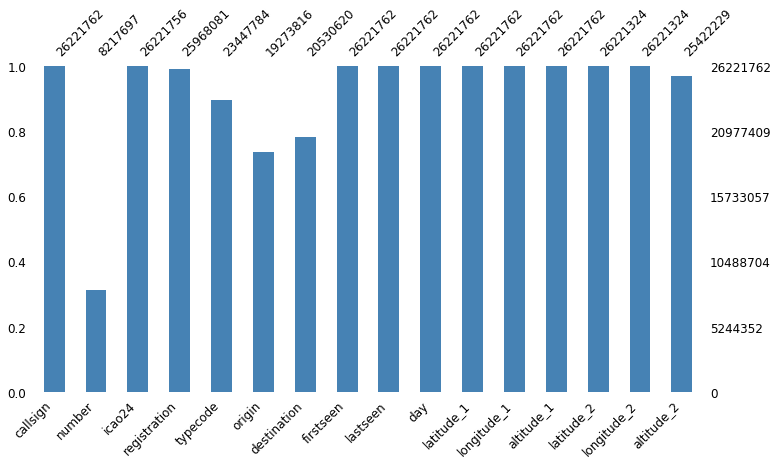 26221762
8217697
26221756
25968081
23447784
19273816
20530620
26221762
26221762
26221762
26221762
26221762
26221762
26221324
26221324
25422229
1.0
26221762
0.8
20977409
0.6
15733057
0.4
10488704
0.2
5244352
0.0
0
callsign
number
icao24
registration
typecode
origin
destination
firstseen
lastseen
day
latitude_1
longitude_1
altitude_1
latitude_2
longitude_2
altitude_2